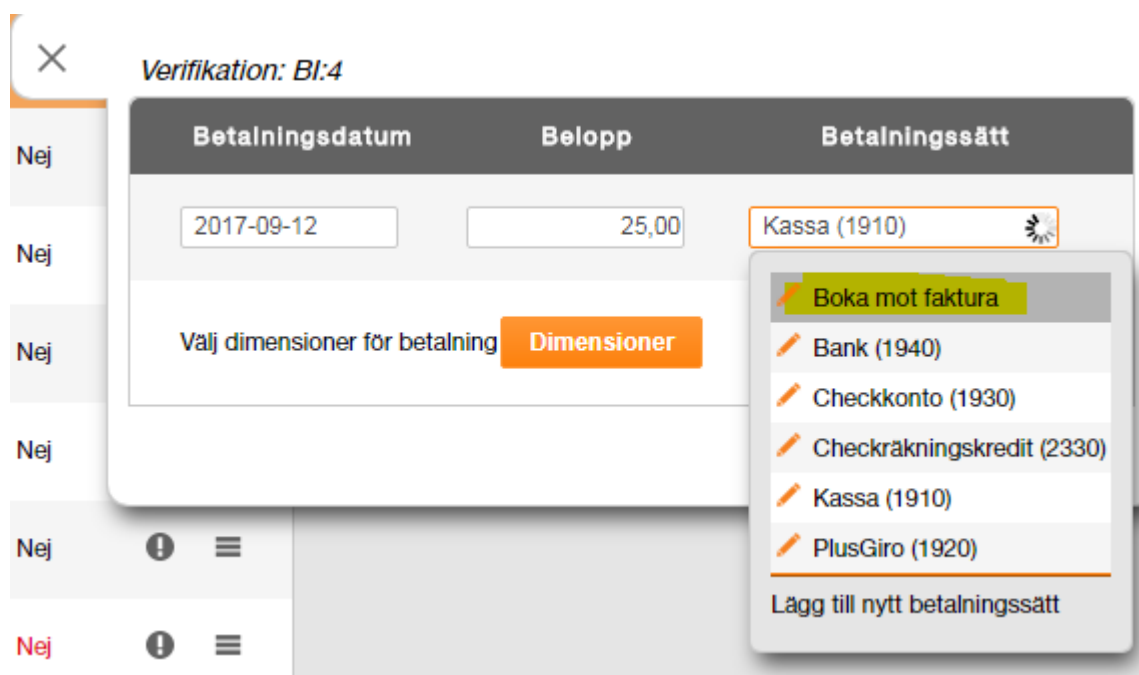 Verifikation: BI:4
Betalningsdatum Belopp Betalningssätt
Nej
2017-09-12 25,00 Kassa (1910)
Nej
Boka mot faktura
Välj dimensioner för betalning Dimensioner
Nej
Bank (1940)
Checkkonto (1930)
Nej
Checkräkningskredit (2330)
Kassa (1910)
Nej
PlusGiro (1920)
Lägg till nytt betalningssätt
Nej